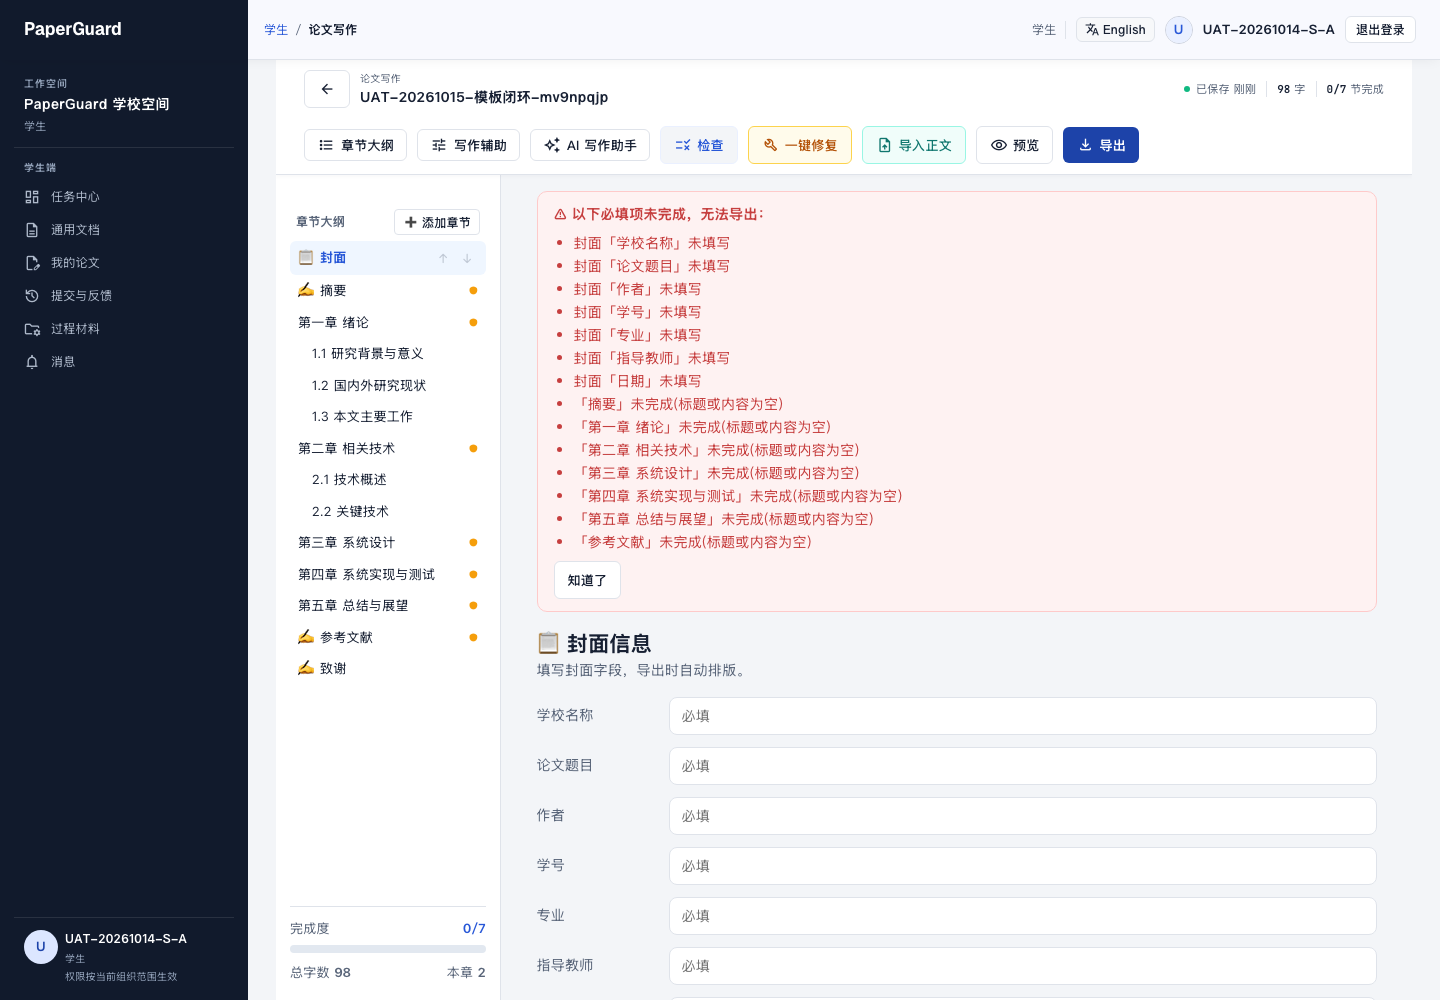 PaperGuard
工作空间
PaperGuard 学校空间
学生
学生端
任务中心
通用文档
我的论文
提交与反馈
过程材料
消息
U
UAT-20261014-S-A
学生
权限按当前组织范围生效
学生 / 论文写作
学生
English
U
UAT-20261014-S-A
退出登录
论文写作
UAT-20261015-模板闭环-mv9npqjp
已保存 刚刚
98 字
0/7 节完成
章节大纲
写作辅助
AI 写作助手
检查
一键修复
导入正文
预览
导出
章节大纲
添加章节
封面
摘要
第一章 绪论
1.1 研究背景与意义
1.2 国内外研究现状
1.3 本文主要工作
第二章 相关技术
2.1 技术概述
2.2 关键技术
第三章 系统设计
第四章 系统实现与测试
第五章 总结与展望
参考文献
致谢
完成度 0/7
总字数 98 本章 2
以下必填项未完成，无法导出：
封面「学校名称」未填写
封面「论文题目」未填写
封面「作者」未填写
封面「学号」未填写
封面「专业」未填写
封面「指导教师」未填写
封面「日期」未填写
「摘要」未完成(标题或内容为空)
「第一章 绪论」未完成(标题或内容为空)
「第二章 相关技术」未完成(标题或内容为空)
「第三章 系统设计」未完成(标题或内容为空)
「第四章 系统实现与测试」未完成(标题或内容为空)
「第五章 总结与展望」未完成(标题或内容为空)
「参考文献」未完成(标题或内容为空)
知道了
封面信息
填写封面字段，导出时自动排版。
学校名称 必填
论文题目 必填
作者 必填
学号 必填
专业 必填
指导教师 必填